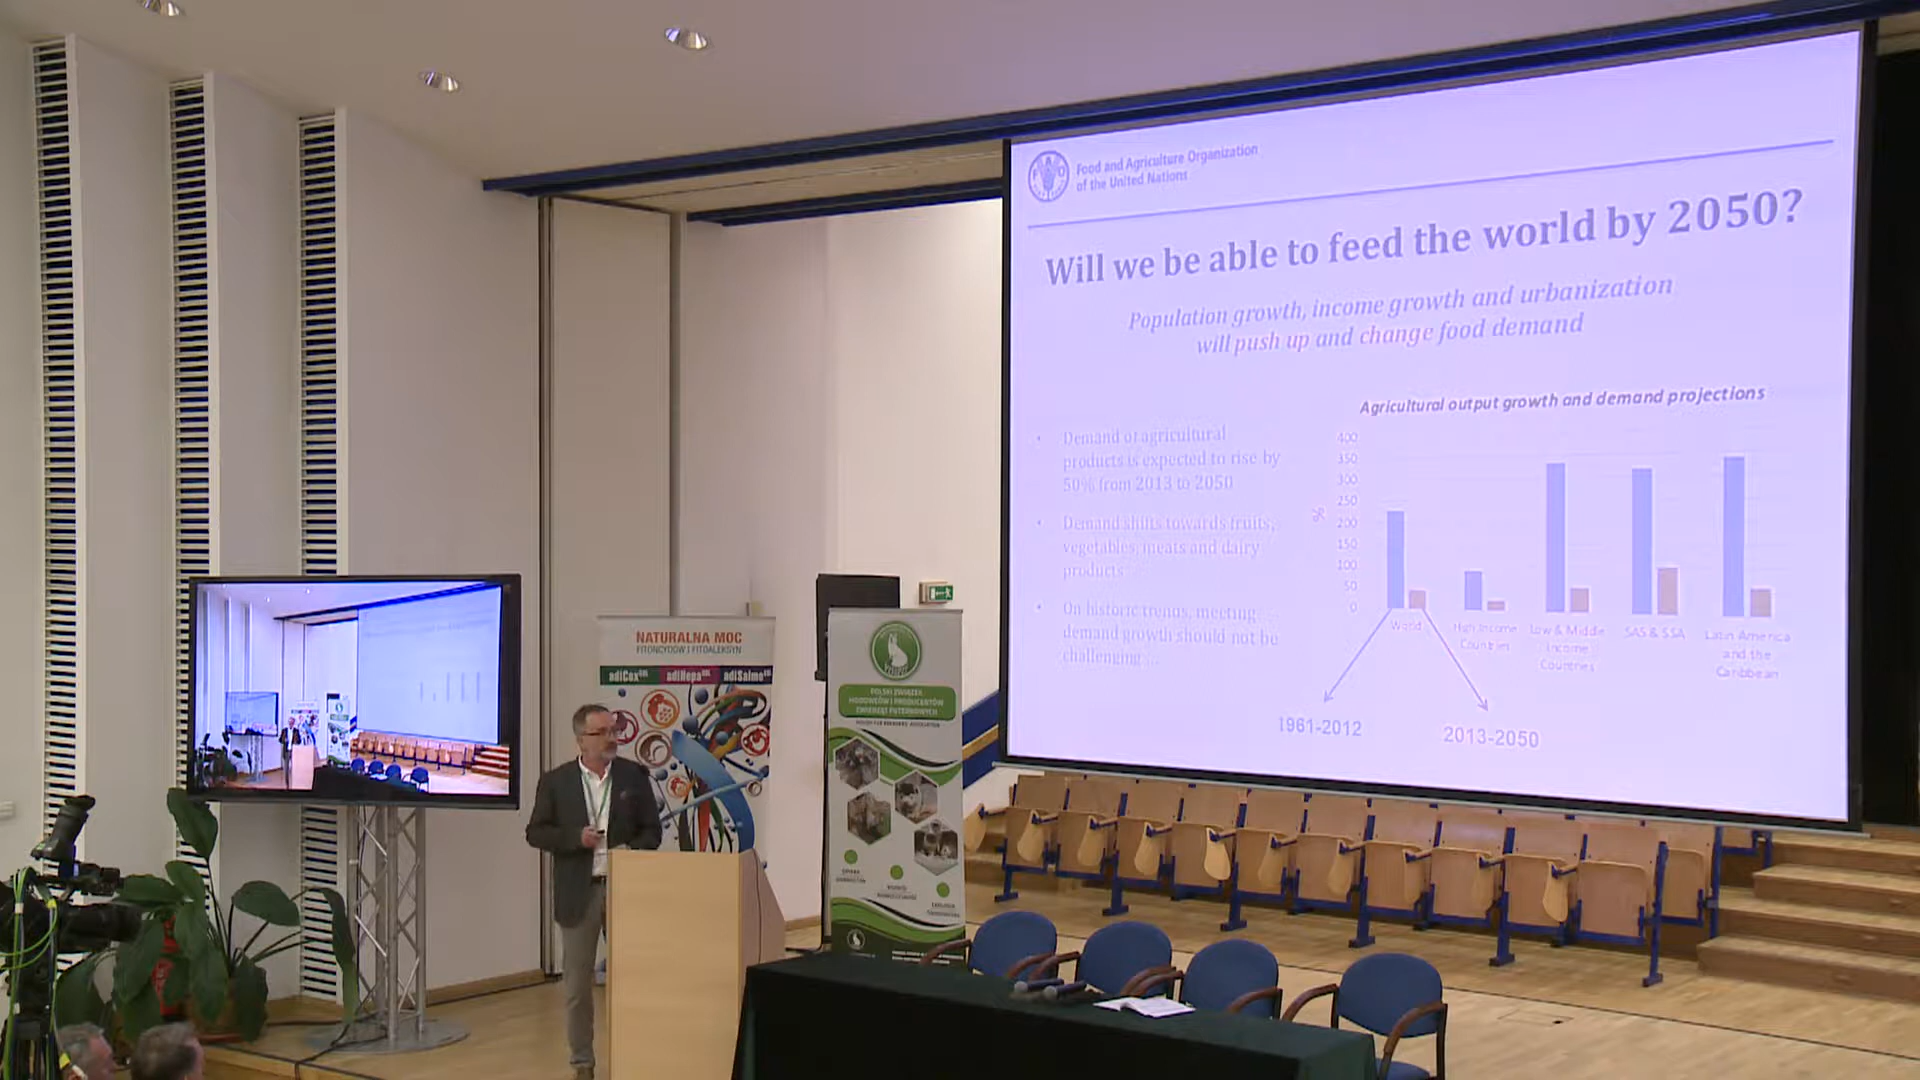 Food and Agriculture Organization
of the United Nations
Will we be able to feed the world by 2050?
Population growth, income growth and urbanization
will push up and change food demand
Agricultural output growth and demand projections
• Demand of agricultural
products is expected to rise by
50% from 2013 to 2050
• Demand shifts towards fruits,
vegetables, meats and dairy
products
• On historic trends, meeting
demand growth should not be
challenging ...
%
400
350
300
250
200
150
100
50
0
World
High Income
Countries
Low & Middle
Income
Countries
SAS & SSA
Latin America
and the
Caribbean
1961-2012
2013-2050
NATURALNA MOC
FITONCYDÓW I FITOALEKSYN
adiCox
adiHepa
adiSalmo
POLSKI ZWIĄZEK
HODOWCÓW I PRODUCENTÓW
ZWIERZĄT FUTERKOWYCH